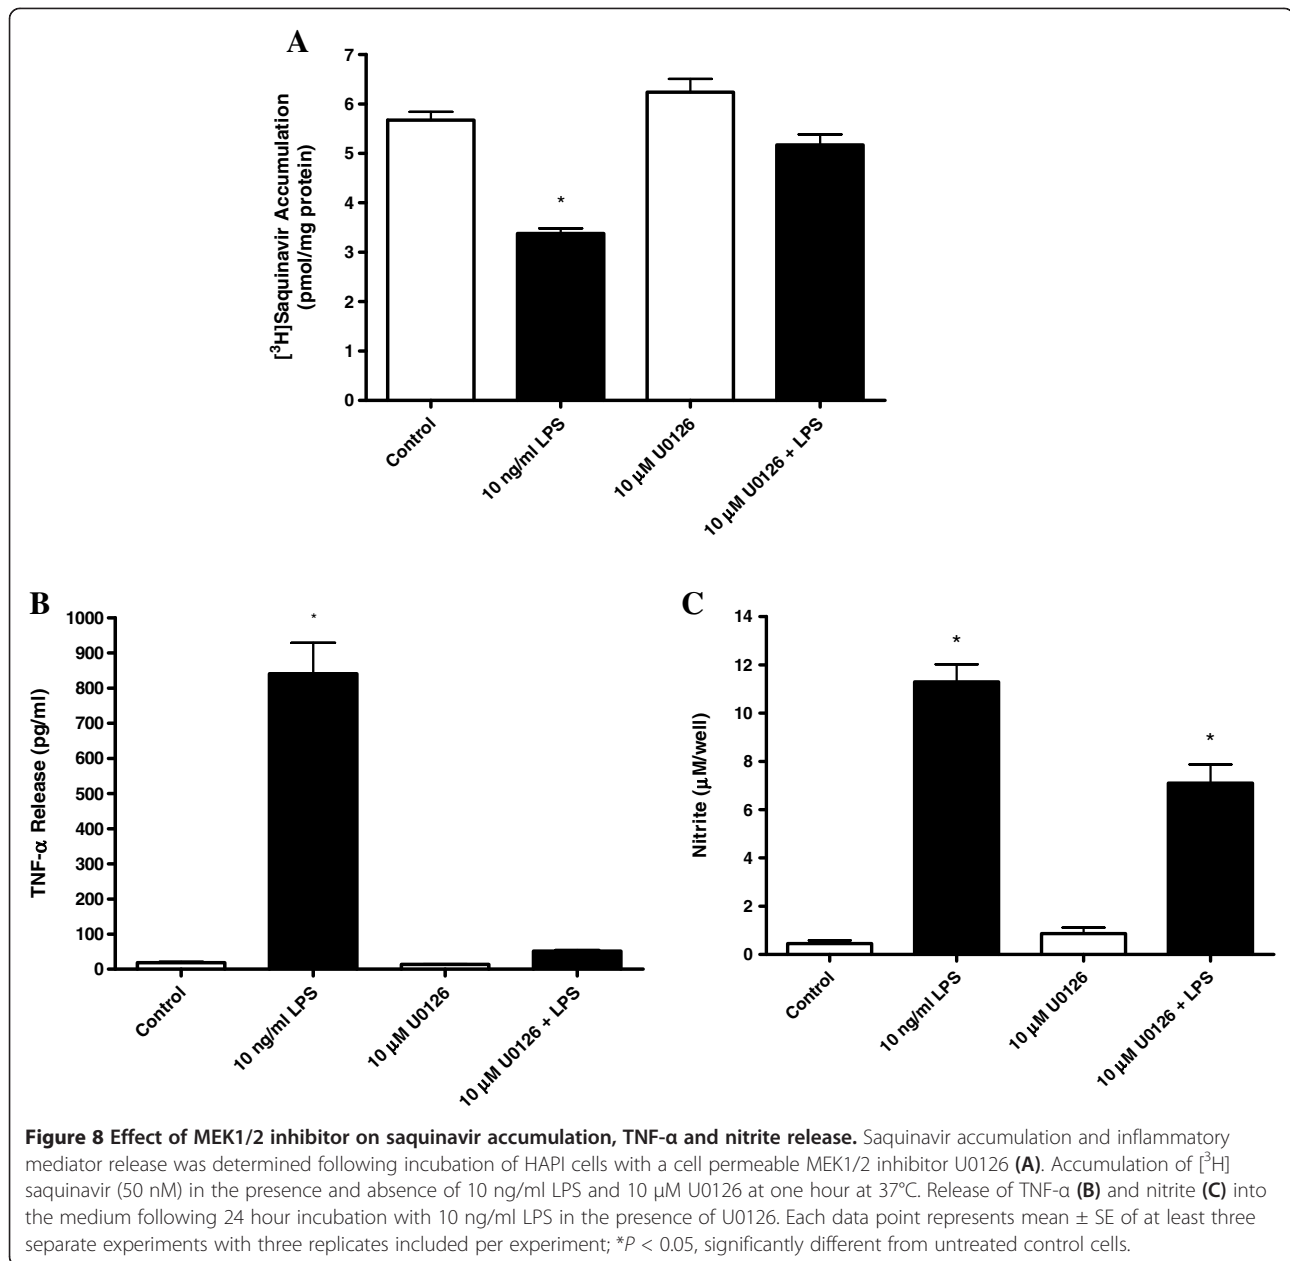 A
7
6
5
4
3
2
1
0
[³H]Saquinavir Accumulation
(pmol/mg protein)
*
Control
10 ng/ml LPS
10 µM U0126
10 µM U0126 + LPS
B
1000
900
800
700
600
500
400
300
200
100
0
TNF-α Release (pg/ml)
*
Control
10 ng/ml LPS
10 µM U0126
10 µM U0126 + LPS
C
14
12
10
8
6
4
2
0
Nitrite (µM/well)
*
*
Control
10 ng/ml LPS
10 µM U0126
10 µM U0126 + LPS
Figure 8 Effect of MEK1/2 inhibitor on saquinavir accumulation, TNF-α and nitrite release. Saquinavir accumulation and inflammatory
mediator release was determined following incubation of HAPI cells with a cell permeable MEK1/2 inhibitor U0126 (A). Accumulation of [³H]
saquinavir (50 nM) in the presence and absence of 10 ng/ml LPS and 10 µM U0126 at one hour at 37°C. Release of TNF-α (B) and nitrite (C) into
the medium following 24 hour incubation with 10 ng/ml LPS in the presence of U0126. Each data point represents mean ± SE of at least three
separate experiments with three replicates included per experiment; *P < 0.05, significantly different from untreated control cells.